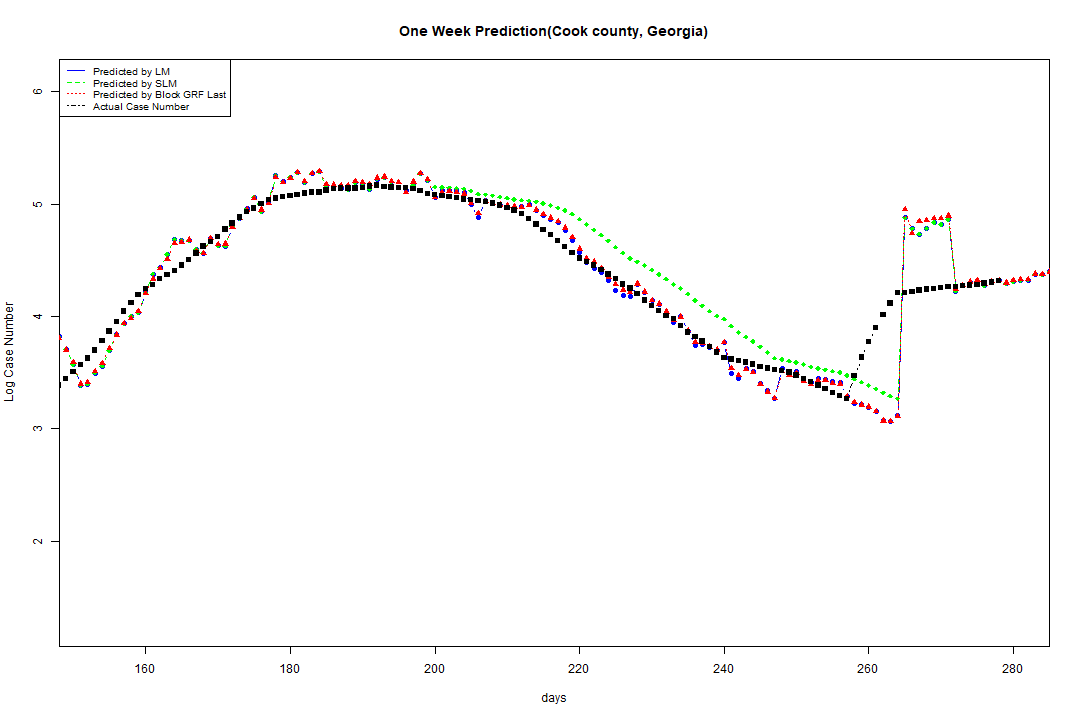 One Week Prediction(Cook county, Georgia)
Predicted by LM
Predicted by SLM
Predicted by Block GRF Last
Actual Case Number
6
5
4
3
2
Log Case Number
160 180 200 220 240 260 280
days